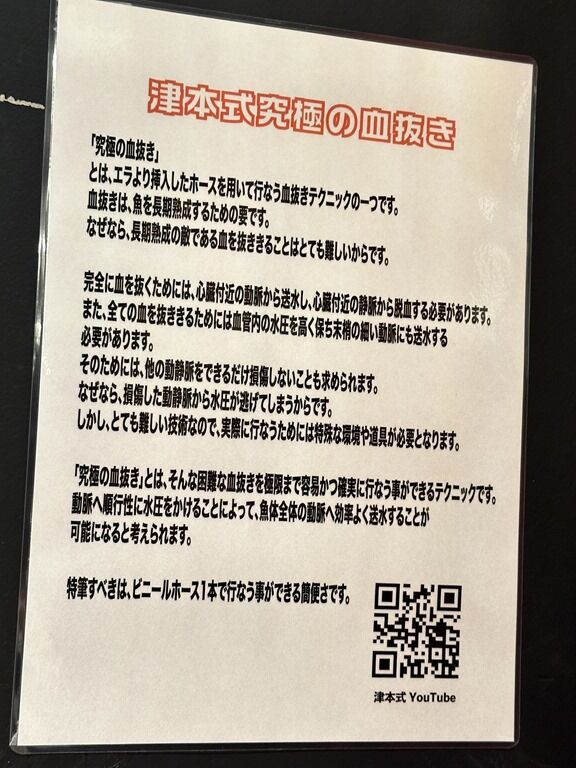 津本式究極の血抜き
「究極の血抜き」
とは、エラより挿入したホースを用いて行なう血抜きテクニックの一つです。
血抜きは、魚を長期熟成するための要です。
なぜなら、長期熟成の敵である血を抜ききることはとても難しいからです。
完全に血を抜くためには、心臓付近の動脈から送水し、心臓付近の静脈から脱血する必要があります。
また、全ての血を抜ききるためには血管内の水圧を高く保ち末梢の細い動脈にも送水する
必要があります。
そのためには、他の動静脈をできるだけ損傷しないことも求められます。
なぜなら、損傷した動静脈から水圧が逃げてしまうからです。
しかし、とても難しい技術なので、実際に行なうためには特殊な環境や道具が必要となります。
「究極の血抜き」とは、そんな困難な血抜きを極限まで容易かつ確実に行なう事ができるテクニックです。
動脈へ順行性に水圧をかけることによって、魚体全体の動脈へ効率よく送水することが
可能になると考えられます。
特筆すべきは、ビニールホース1本で行なう事ができる簡便さです。
津本式 YouTube